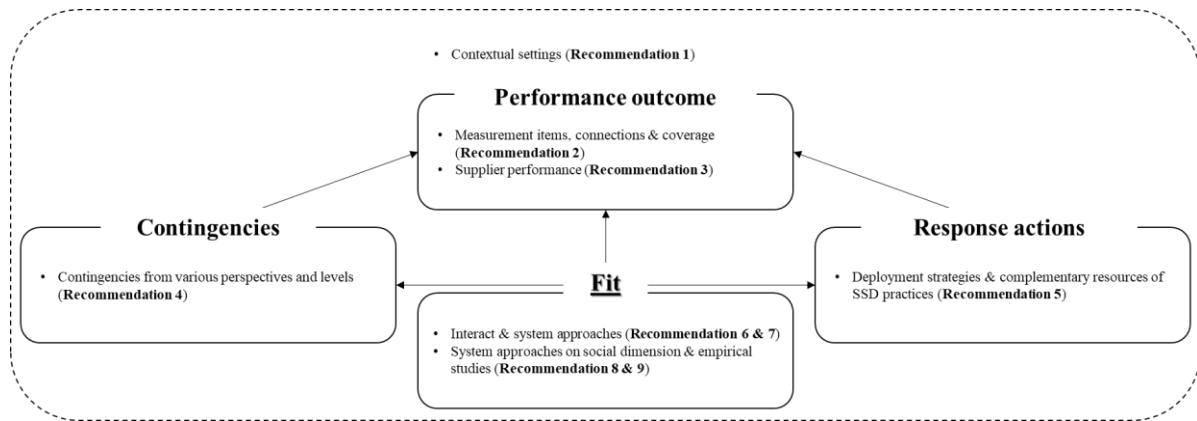 • Contextual settings (Recommendation 1)
Performance outcome
• Measurement items, connections & coverage
(Recommendation 2)
• Supplier performance (Recommendation 3)
Contingencies
• Contingencies from various perspectives and levels
(Recommendation 4)
Response actions
• Deployment strategies & complementary resources of
SSD practices (Recommendation 5)
Fit
• Interact & system approaches (Recommendation 6 & 7)
• System approaches on social dimension & empirical
studies (Recommendation 8 & 9)